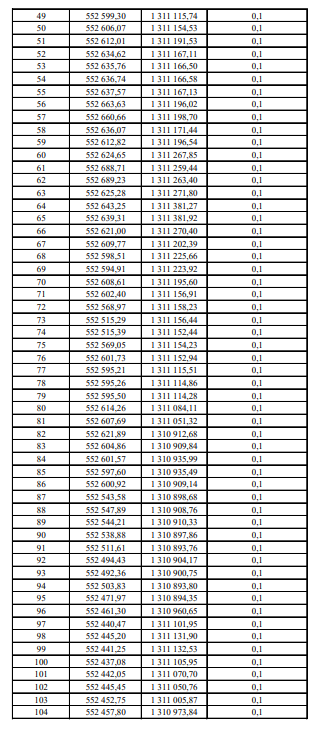 49 552 599,30 1 311 115,74 0,1
50 552 606,07 1 311 154,53 0,1
51 552 612,01 1 311 191,53 0,1
52 552 634,62 1 311 167,11 0,1
53 552 635,76 1 311 166,50 0,1
54 552 636,74 1 311 166,58 0,1
55 552 637,57 1 311 167,13 0,1
56 552 663,63 1 311 196,02 0,1
57 552 660,66 1 311 198,70 0,1
58 552 636,07 1 311 171,44 0,1
59 552 612,82 1 311 196,54 0,1
60 552 624,65 1 311 267,85 0,1
61 552 688,71 1 311 259,44 0,1
62 552 689,23 1 311 263,40 0,1
63 552 625,28 1 311 271,80 0,1
64 552 643,25 1 311 381,27 0,1
65 552 639,31 1 311 381,92 0,1
66 552 621,00 1 311 270,40 0,1
67 552 609,77 1 311 202,39 0,1
68 552 598,51 1 311 225,66 0,1
69 552 594,91 1 311 223,92 0,1
70 552 608,61 1 311 195,60 0,1
71 552 602,40 1 311 156,91 0,1
72 552 568,97 1 311 158,23 0,1
73 552 515,29 1 311 156,44 0,1
74 552 515,39 1 311 152,44 0,1
75 552 569,05 1 311 154,23 0,1
76 552 601,73 1 311 152,94 0,1
77 552 595,21 1 311 115,51 0,1
78 552 595,26 1 311 114,86 0,1
79 552 595,50 1 311 114,28 0,1
80 552 614,26 1 311 084,11 0,1
81 552 607,69 1 311 051,32 0,1
82 552 621,89 1 310 912,68 0,1
83 552 604,86 1 310 909,84 0,1
84 552 601,57 1 310 935,99 0,1
85 552 597,60 1 310 935,49 0,1
86 552 600,92 1 310 909,14 0,1
87 552 543,58 1 310 898,68 0,1
88 552 547,89 1 310 908,76 0,1
89 552 544,21 1 310 910,33 0,1
90 552 538,88 1 310 897,86 0,1
91 552 511,61 1 310 893,76 0,1
92 552 494,43 1 310 904,17 0,1
93 552 492,36 1 310 900,75 0,1
94 552 503,83 1 310 893,80 0,1
95 552 471,97 1 310 894,35 0,1
96 552 461,30 1 310 960,65 0,1
97 552 440,47 1 311 101,95 0,1
98 552 445,20 1 311 131,90 0,1
99 552 441,25 1 311 132,53 0,1
100 552 437,08 1 311 105,95 0,1
101 552 442,05 1 311 070,70 0,1
102 552 445,45 1 311 050,76 0,1
103 552 452,75 1 311 005,87 0,1
104 552 457,80 1 310 973,84 0,1